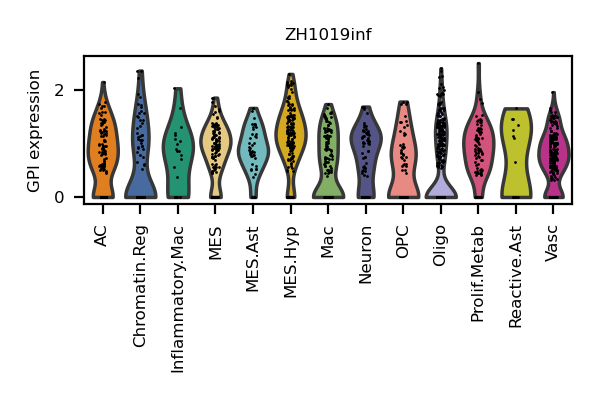 ZH1019inf
GPI expression
2
0
AC
Chromatin.Reg
Inflammatory.Mac
MES
MES.Ast
MES.Hyp
Mac
Neuron
OPC
Oligo
Prolif.Metab
Reactive.Ast
Vasc